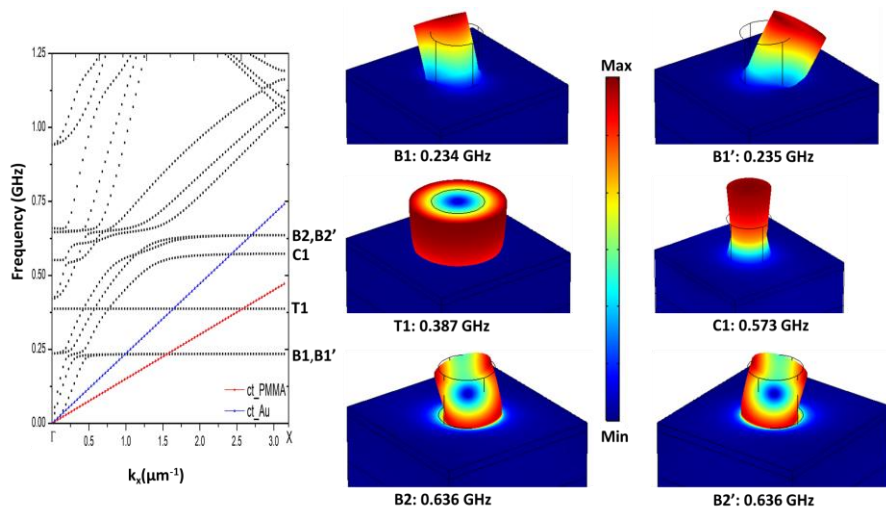 1.25
1.00
0.75
0.50
0.25
0.00
Frequency (GHz)
B2,B2’
C1
T1
B1,B1’
ct_PMMA
ct_Au
Γ 0.5 1.0 1.5 2.0 2.5 3.0 X
kₓ(μm⁻¹)
B1: 0.234 GHz
B1’: 0.235 GHz
T1: 0.387 GHz
C1: 0.573 GHz
B2: 0.636 GHz
B2’: 0.636 GHz
Max
Min